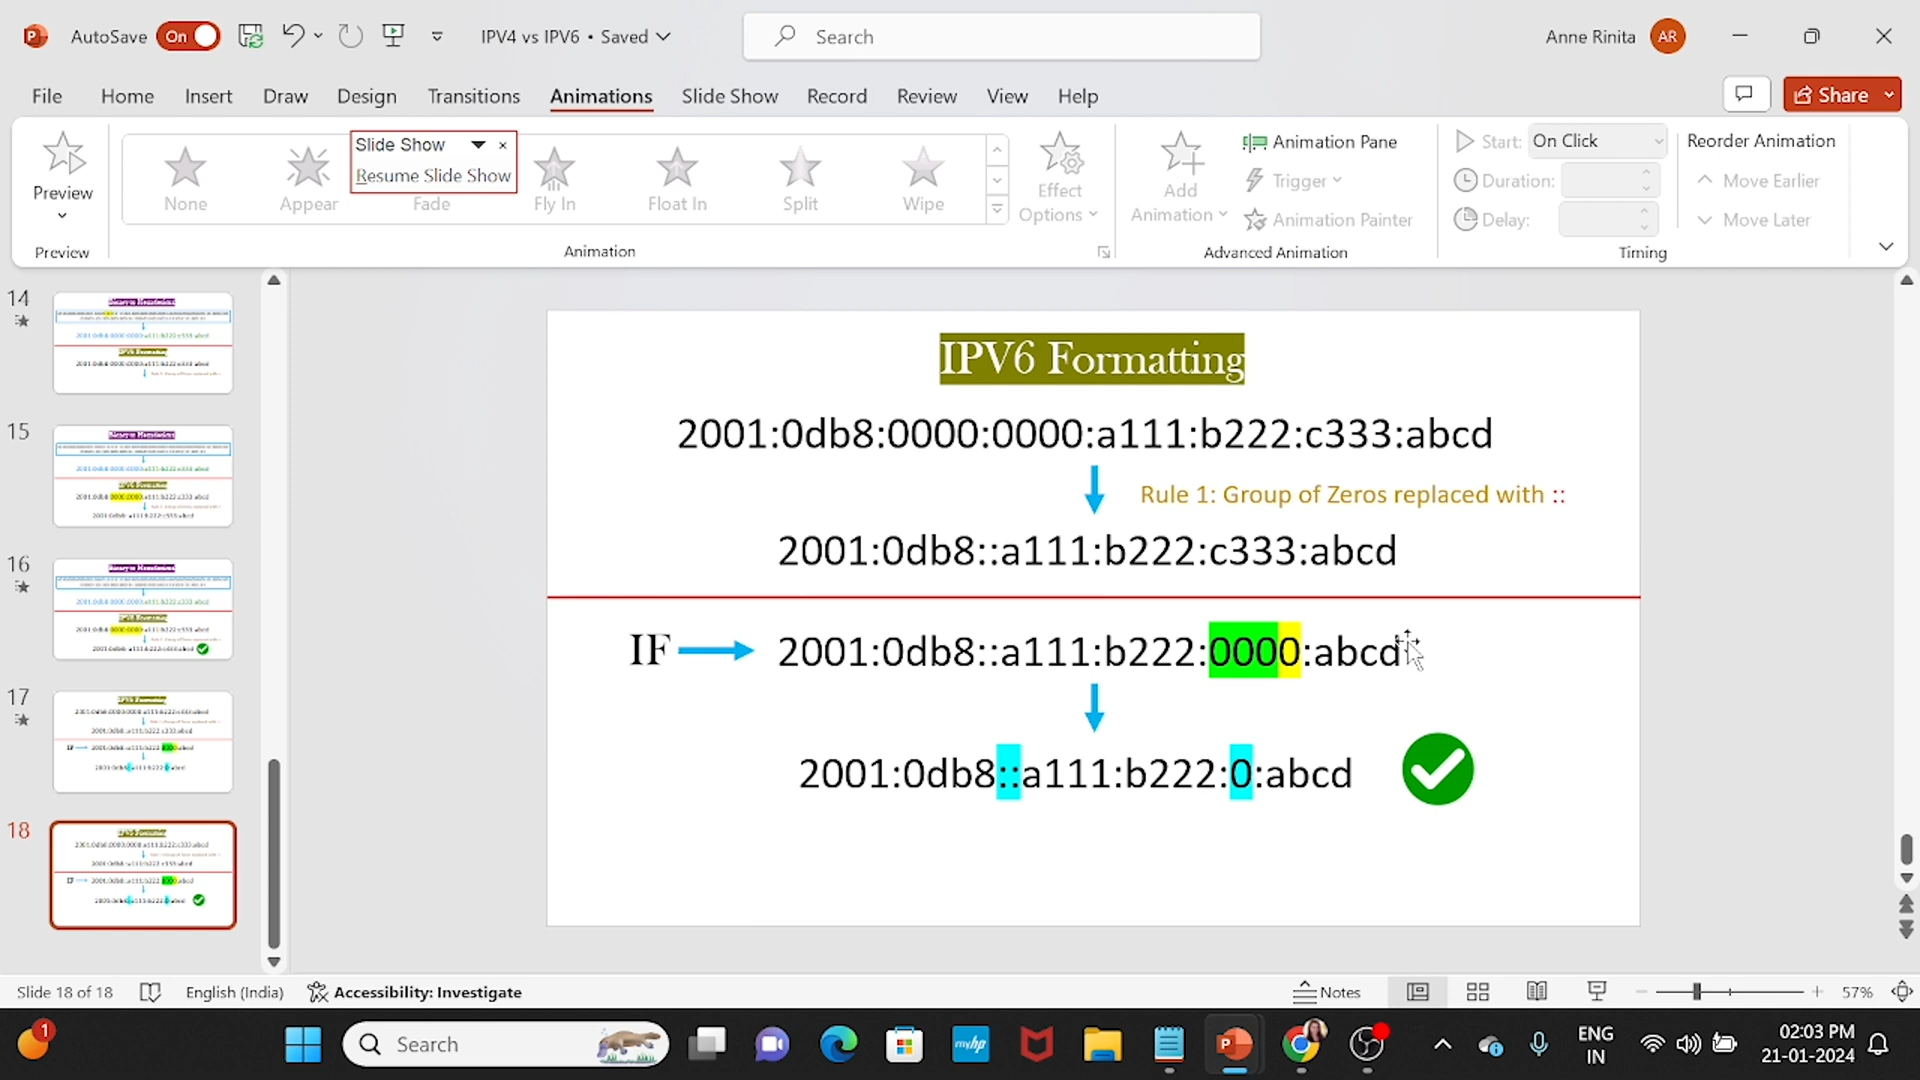 AutoSave On IPV4 vs IPV6 • Saved Search Anne Rinita AR
File Home Insert Draw Design Transitions Animations Slide Show Record Review View Help Share
Slide Show
Resume Slide Show
Preview None Appear Fade Fly In Float In Split Wipe
Effect Options
Add Animation
Animation Pane
Trigger
Animation Painter
Start: On Click
Duration:
Delay:
Reorder Animation
Move Earlier
Move Later
Preview Animation Advanced Animation Timing
14
15
16
17
18
IPV6 Formatting
2001:0db8:0000:0000:a111:b222:c333:abcd
Rule 1: Group of Zeros replaced with ::
2001:0db8::a111:b222:c333:abcd
IF 2001:0db8::a111:b222:0000:abcd
2001:0db8::a111:b222:0:abcd
Slide 18 of 18 English (India) Accessibility: Investigate Notes 57%
1 Search myhp ENG IN 02:03 PM
21-01-2024